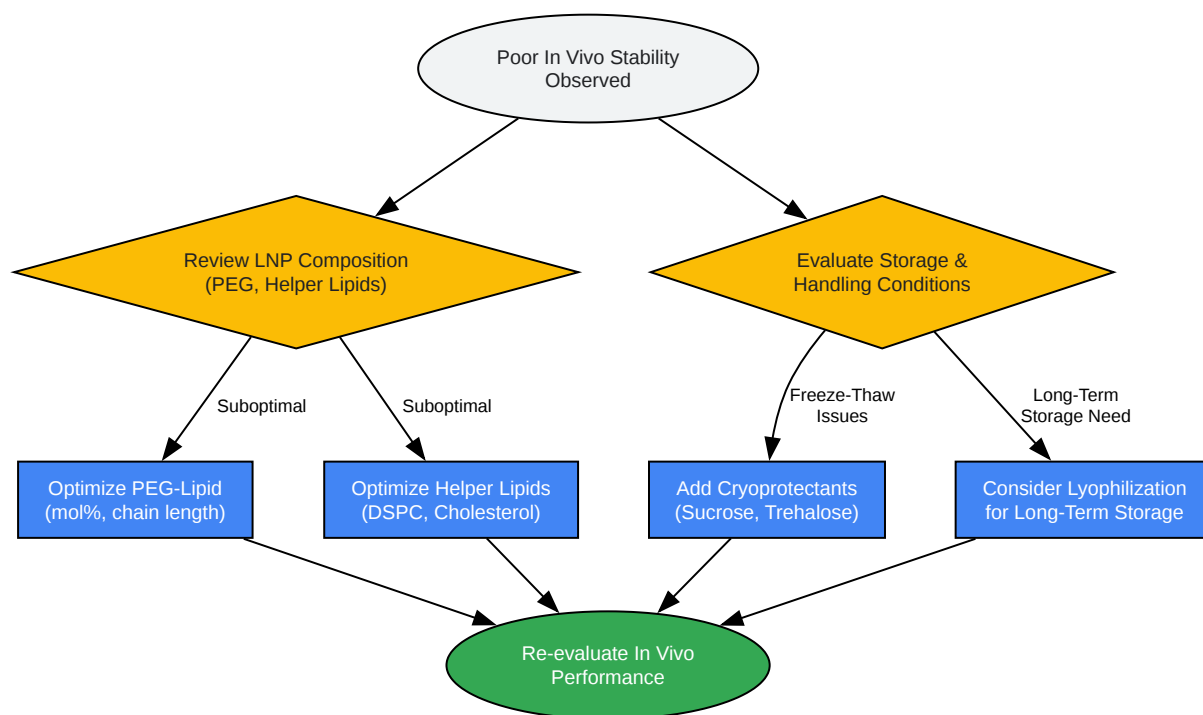 Poor In Vivo Stability
Observed
Review LNP Composition
(PEG, Helper Lipids)
Evaluate Storage &
Handling Conditions
Suboptimal
Suboptimal
Freeze-Thaw
Issues
Long-Term
Storage Need
Optimize PEG-Lipid
(mol%, chain length)
Optimize Helper Lipids
(DSPC, Cholesterol)
Add Cryoprotectants
(Sucrose, Trehalose)
Consider Lyophilization
for Long-Term Storage
Re-evaluate In Vivo
Performance